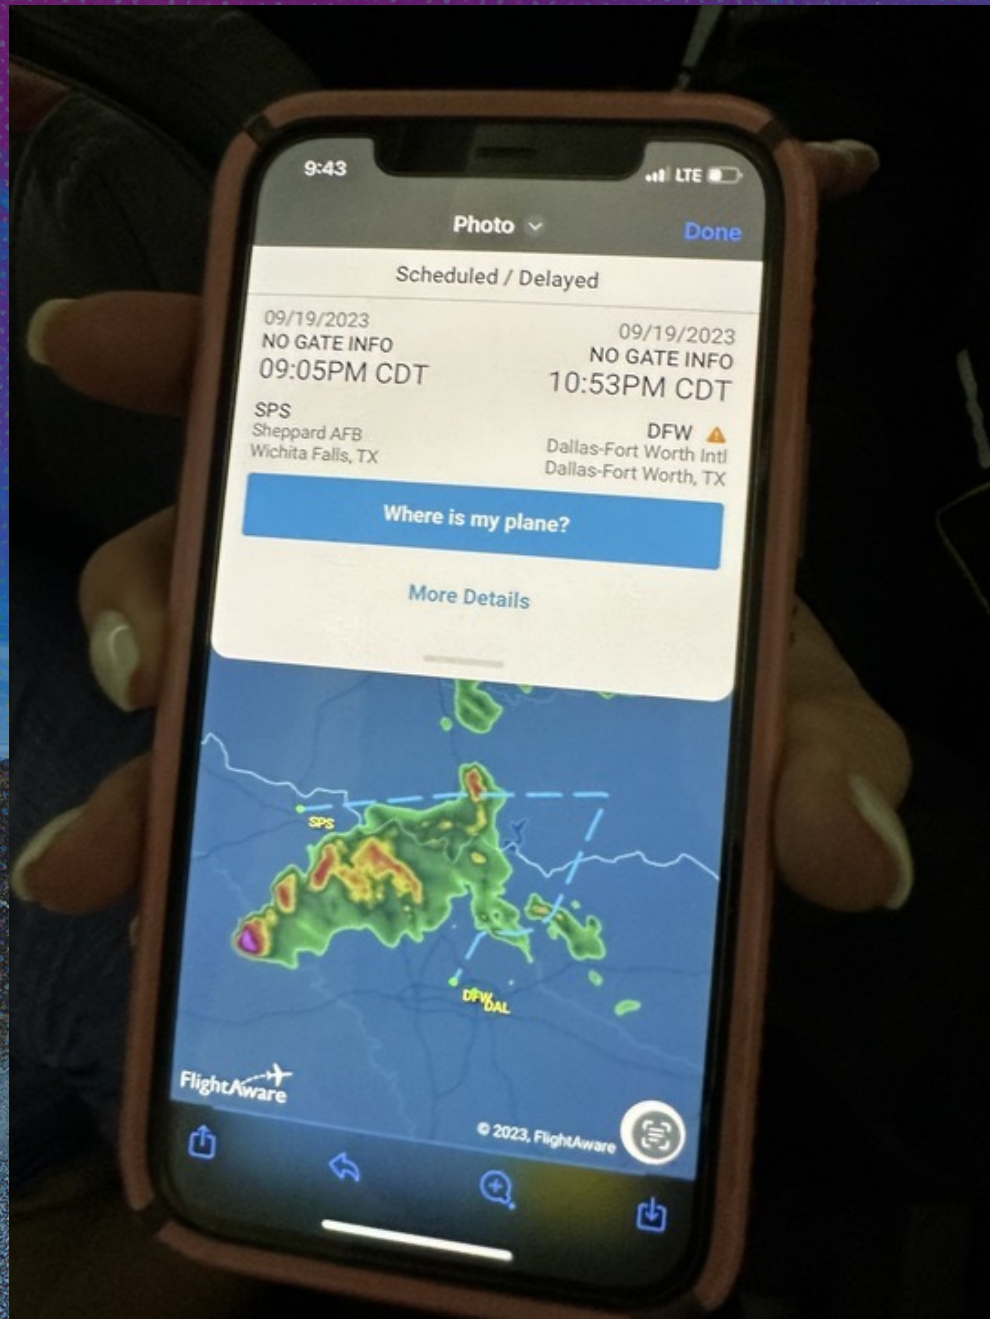 9:43
LTE
Photo
Done
Scheduled / Delayed
09/19/2023
NO GATE INFO
09:05PM CDT
SPS
Sheppard AFB
Wichita Falls, TX
09/19/2023
NO GATE INFO
10:53PM CDT
DFW
Dallas-Fort Worth Intl
Dallas-Fort Worth, TX
Where is my plane?
More Details
SPS
DFW
DAL
FlightAware
© 2023, FlightAware